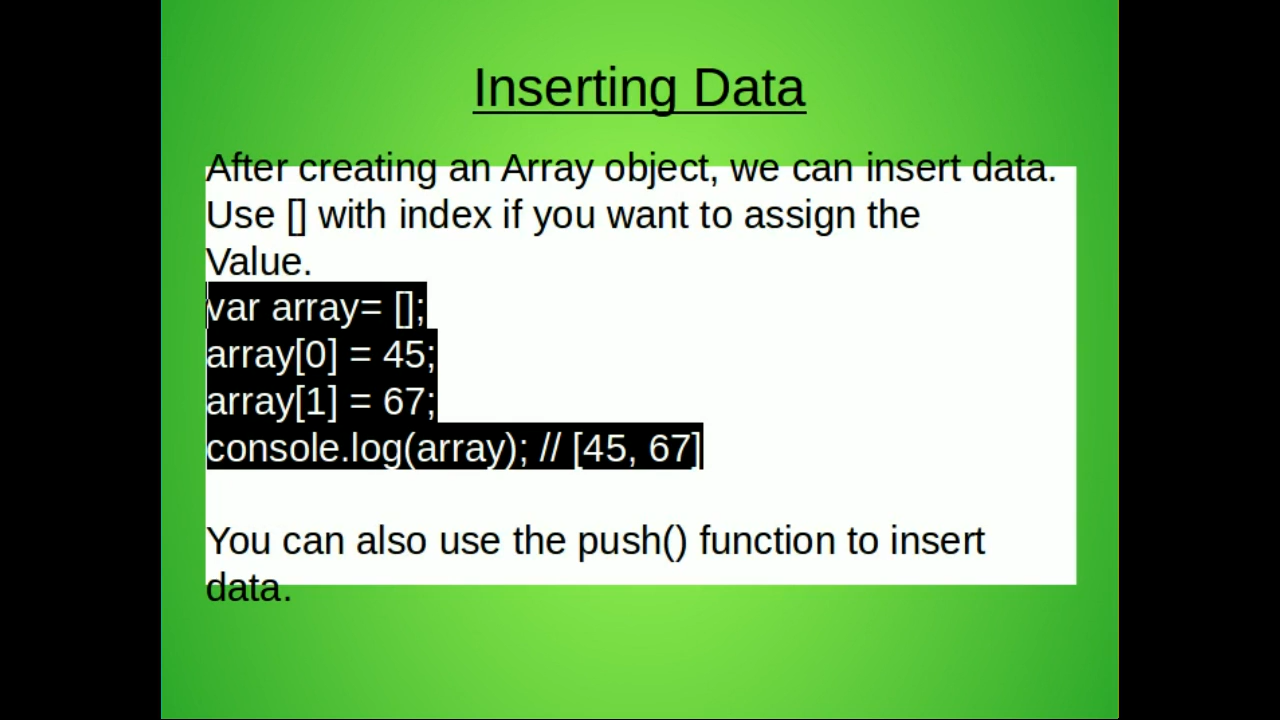 Inserting Data
After creating an Array object, we can insert data.
Use [] with index if you want to assign the
Value.
var array= [];
array[0] = 45;
array[1] = 67;
console.log(array); // [45, 67]
You can also use the push() function to insert
data.